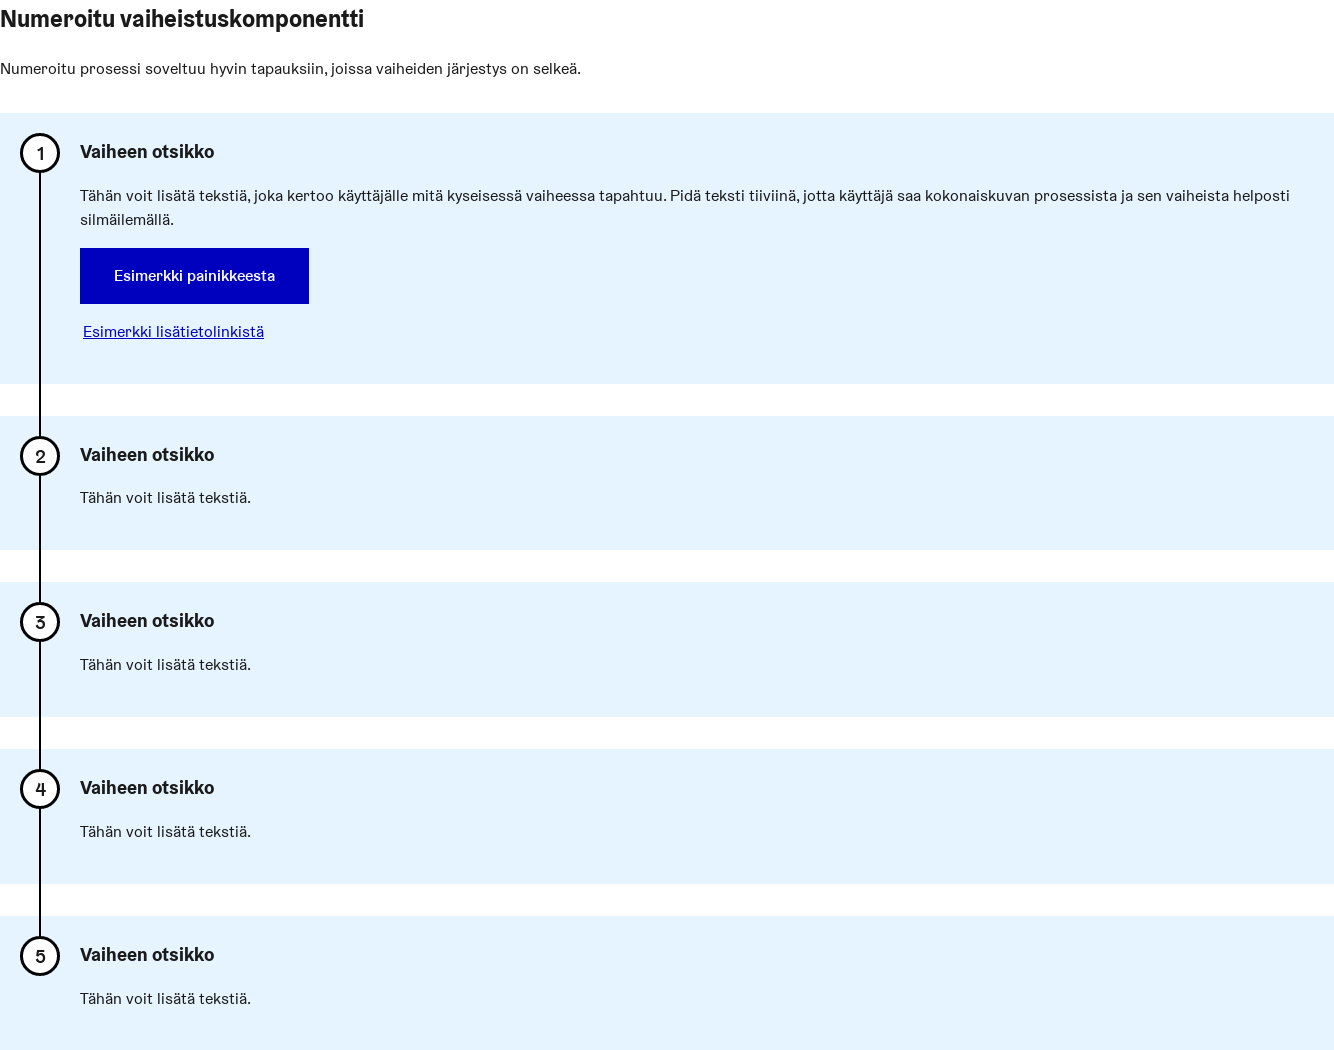 Numeroitu vaiheistuskomponentti
Numeroitu prosessi soveltuu hyvin tapauksiin, joissa vaiheiden järjestys on selkeä.
1 Vaiheen otsikko
Tähän voit lisätä tekstiä, joka kertoo käyttäjälle mitä kyseisessä vaiheessa tapahtuu. Pidä teksti tiiviinä, jotta käyttäjä saa kokonaiskuvan prosessista ja sen vaiheista helposti
silmäilemällä.
Esimerkki painikkeesta
Esimerkki lisätietolinkistä
2 Vaiheen otsikko
Tähän voit lisätä tekstiä.
3 Vaiheen otsikko
Tähän voit lisätä tekstiä.
4 Vaiheen otsikko
Tähän voit lisätä tekstiä.
5 Vaiheen otsikko
Tähän voit lisätä tekstiä.